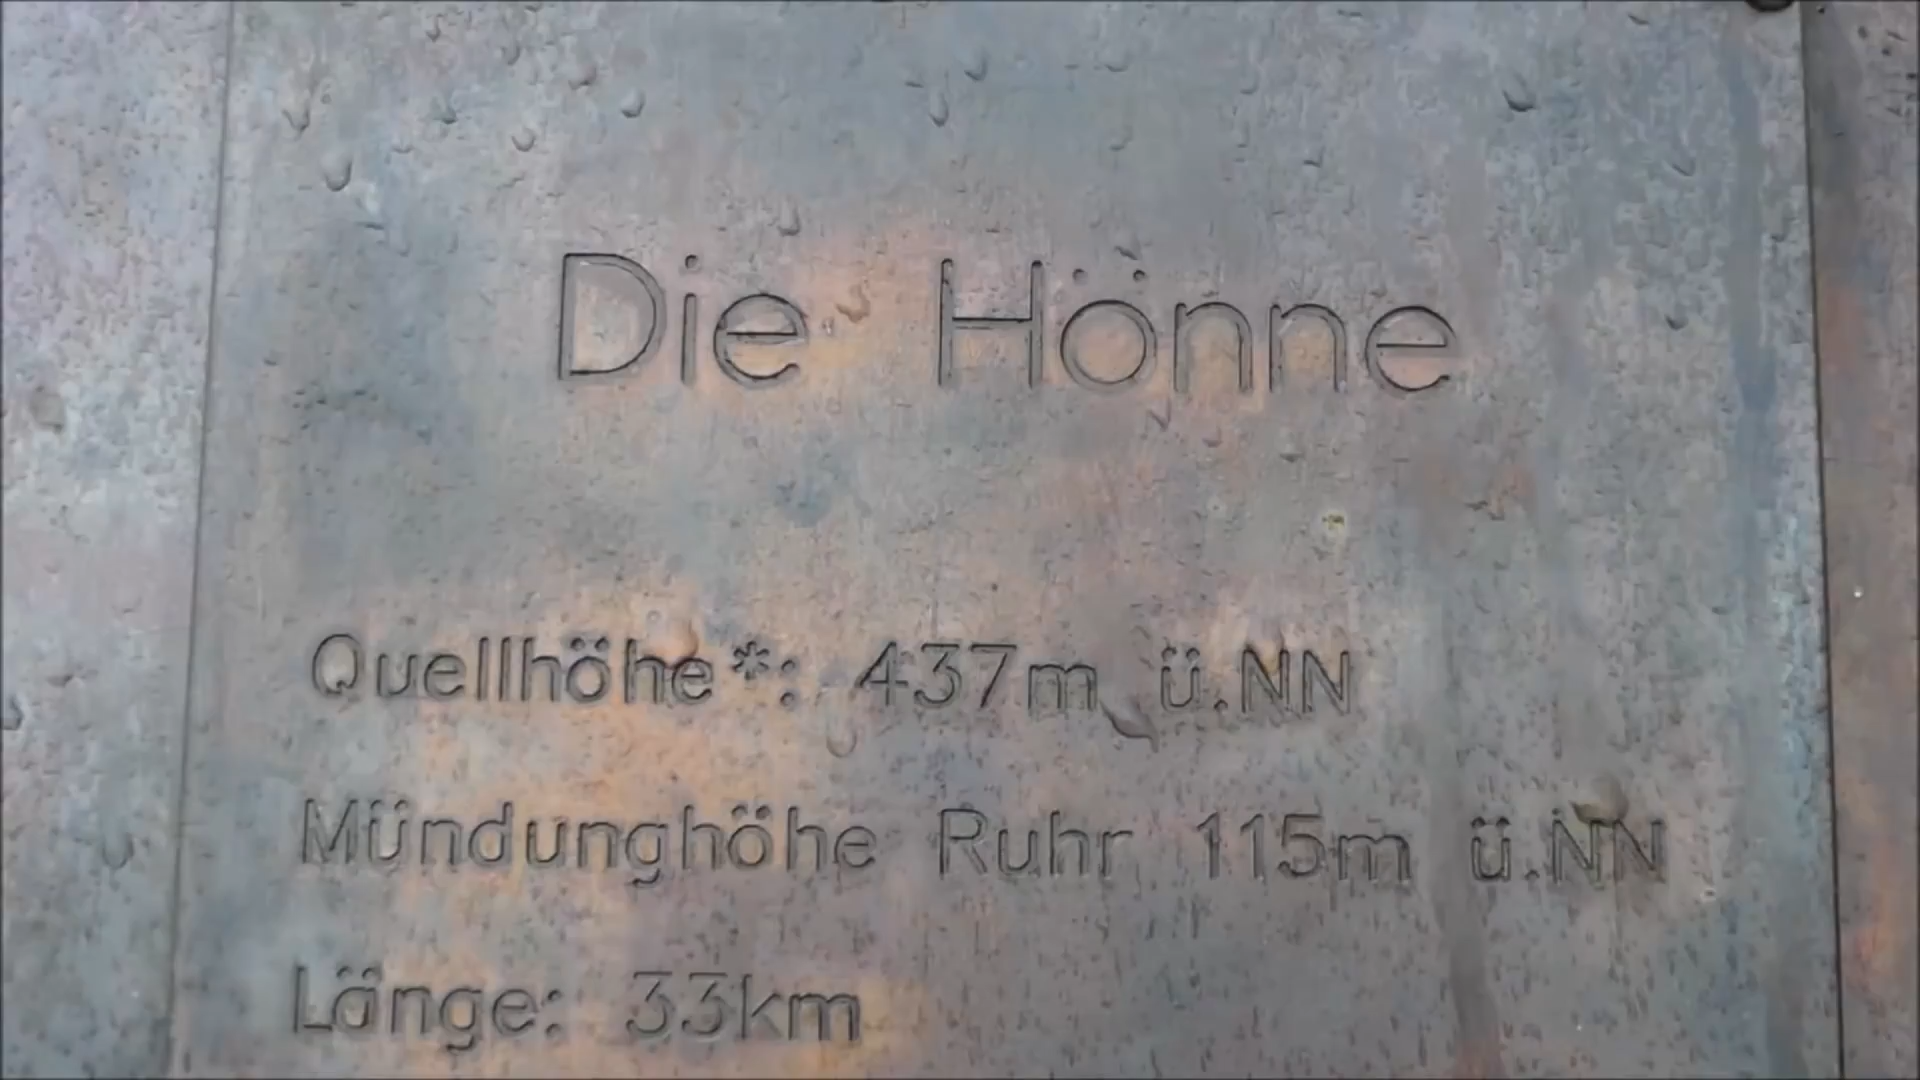 Die Hönne
Quellhöhe*: 437m ü.NN
Mündunghöhe Ruhr 115m ü.NN
Länge: 33km